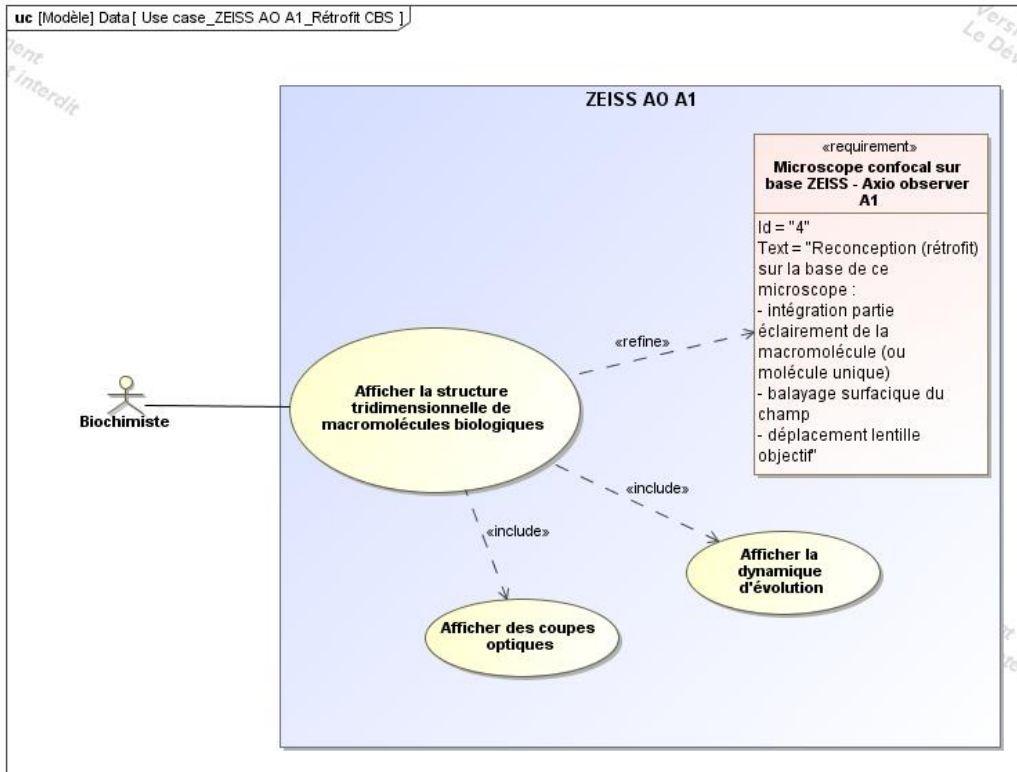 uc [Modèle] Data [ Use case_ZEISS AO A1_Rétrofit CBS ]
ZEISS AO A1
«requirement»
Microscope confocal sur
base ZEISS - Axio observer
A1
Id = "4"
Text = "Reconception (rétrofit)
sur la base de ce
microscope :
- intégration partie
éclairement de la
macromolécule (ou
molécule unique)
- balayage surfacique du
champ
- déplacement lentille
objectif"
«refine»
Afficher la structure
tridimensionnelle de
macromolécules biologiques
Biochimiste
«include»
«include»
Afficher la
dynamique
d'évolution
Afficher des coupes
optiques
interdit
Le